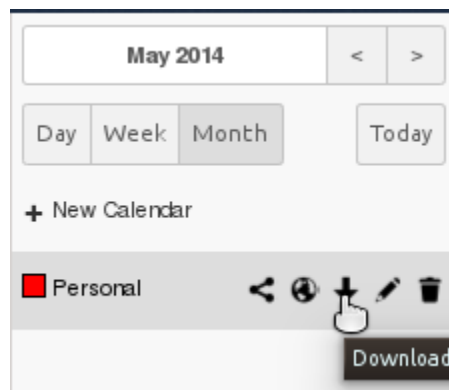 May 2014 < >
Day Week Month Today
+ New Calendar
Personal
Download